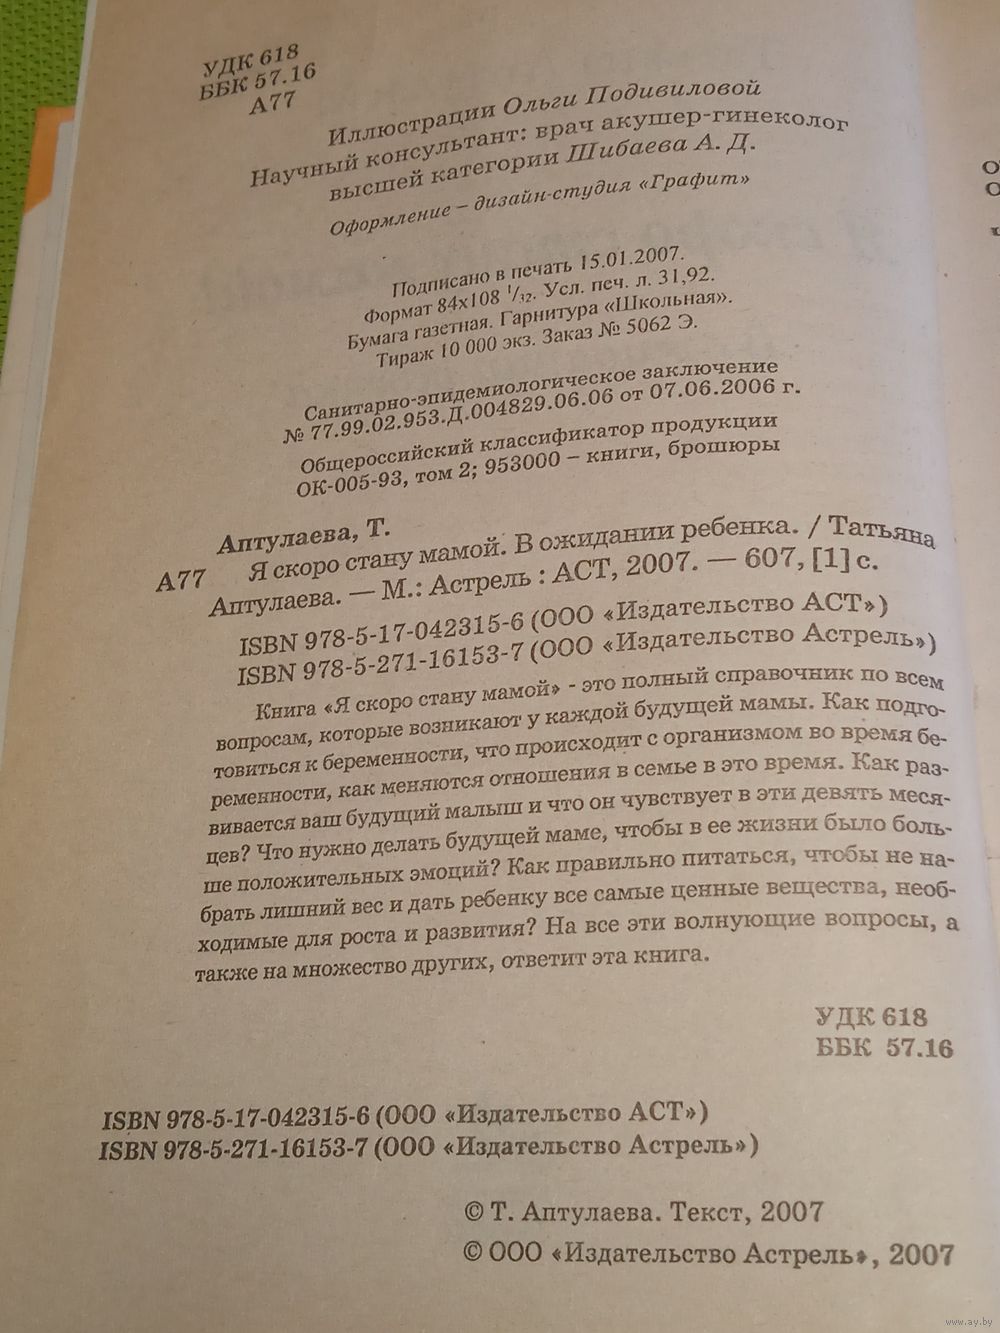 УДК 618
ББК 57.16
А77
Иллюстрации Ольги Подивиловой
Научный консультант: врач акушер-гинеколог
высшей категории Шибаева А. Д.
Оформление – дизайн-студия «Графит»
Подписано в печать 15.01.2007.
Формат 84х108 1/32. Усл. печ. л. 31,92.
Бумага газетная. Гарнитура «Школьная».
Тираж 10 000 экз. Заказ № 5062 Э.
Санитарно-эпидемиологическое заключение
№ 77.99.02.953.Д.004829.06.06 от 07.06.2006 г.
Общероссийский классификатор продукции
ОК-005-93, том 2; 953000 – книги, брошюры
Аптулаева, Т.
А77 Я скоро стану мамой. В ожидании ребенка. / Татьяна
Аптулаева. — М.: Астрель : АСТ, 2007. — 607, [1] с.
ISBN 978-5-17-042315-6 (ООО «Издательство АСТ»)
ISBN 978-5-271-16153-7 (ООО «Издательство Астрель»)
Книга «Я скоро стану мамой» - это полный справочник по всем
вопросам, которые возникают у каждой будущей мамы. Как подго-
товиться к беременности, что происходит с организмом во время бе-
ременности, как меняются отношения в семье в это время. Как раз-
вивается ваш будущий малыш и что он чувствует в эти девять меся-
цев? Что нужно делать будущей маме, чтобы в ее жизни было боль-
ше положительных эмоций? Как правильно питаться, чтобы не на-
брать лишний вес и дать ребенку все самые ценные вещества, необ-
ходимые для роста и развития? На все эти волнующие вопросы, а
также на множество других, ответит эта книга.
УДК 618
ББК 57.16
ISBN 978-5-17-042315-6 (ООО «Издательство АСТ»)
ISBN 978-5-271-16153-7 (ООО «Издательство Астрель»)
© Т. Аптулаева. Текст, 2007
© ООО «Издательство Астрель», 2007
www.ay.by